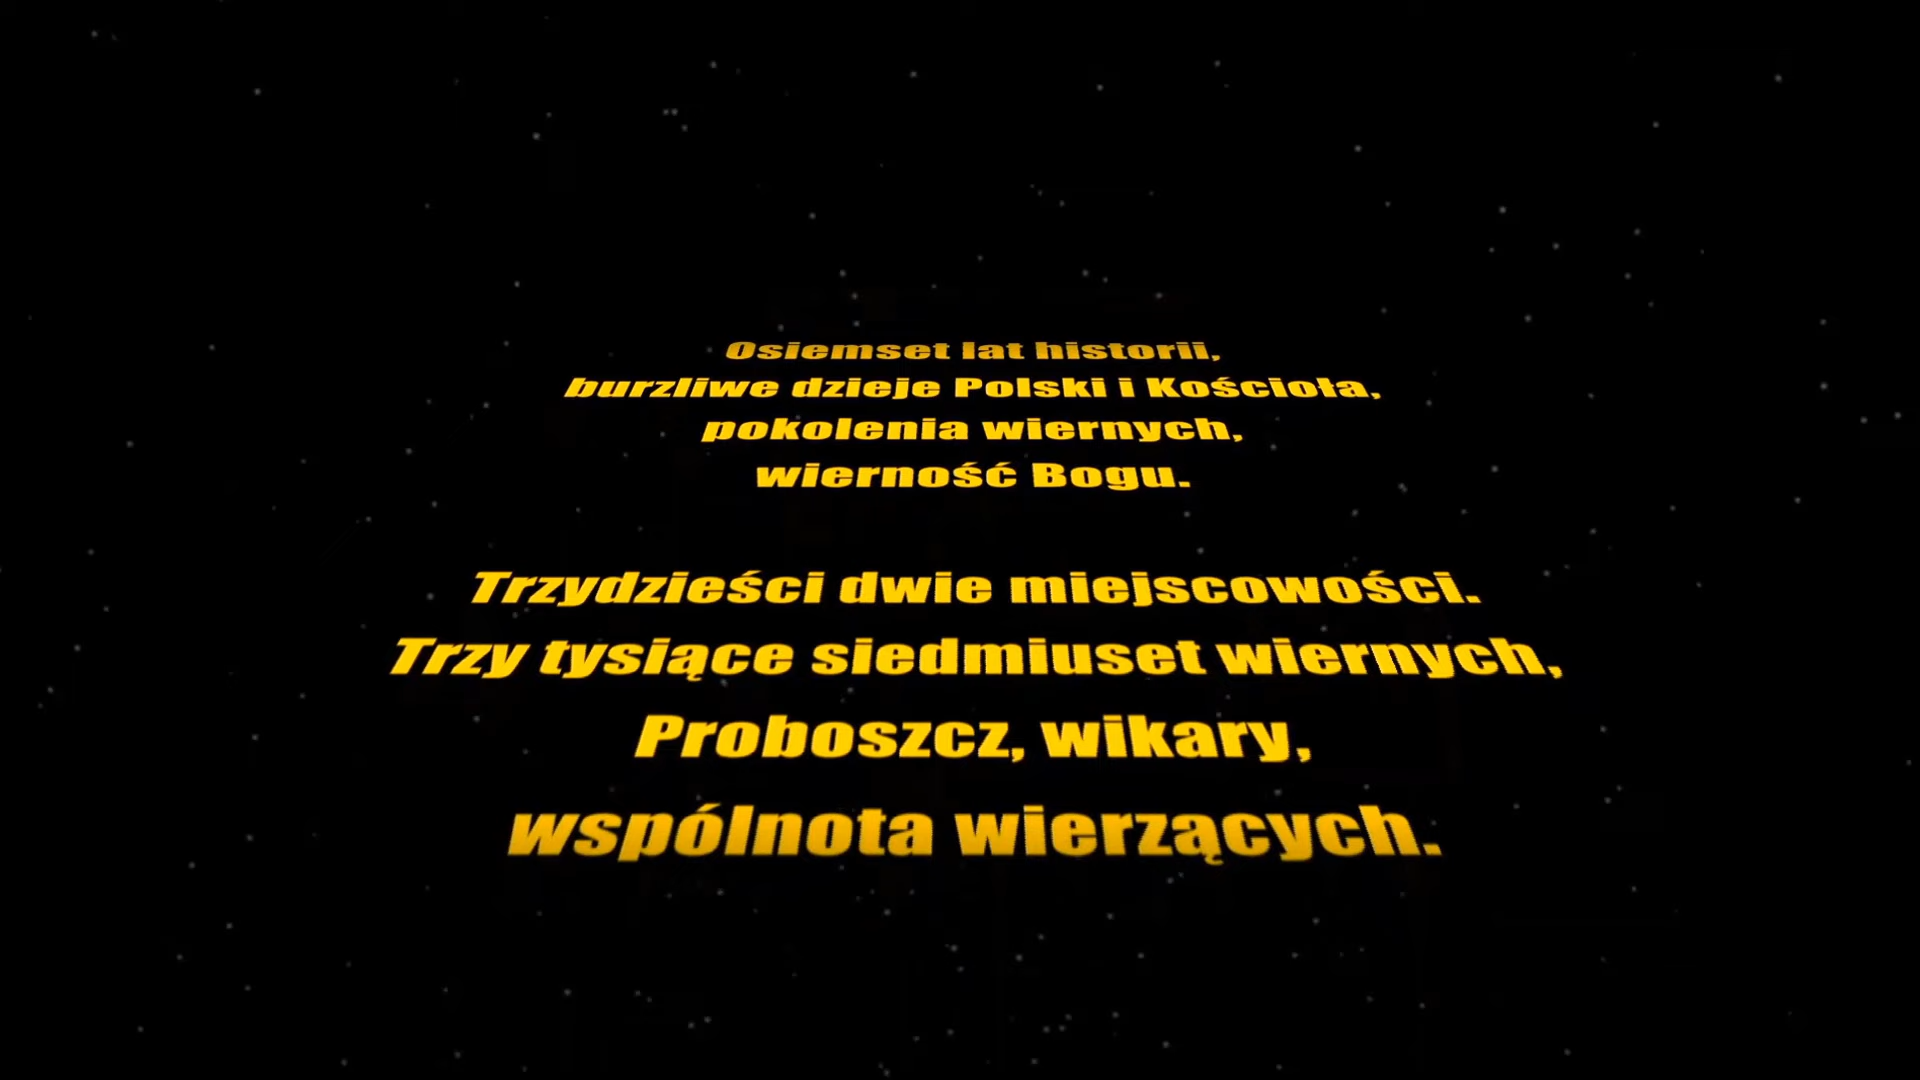 Osiemset lat historii,
burzliwe dzieje Polski i Kościoła,
pokolenia wiernych,
wierność Bogu.
Trzydzieści dwie miejscowości.
Trzy tysiące siedmiuset wiernych,
Proboszcz, wikary,
wspólnota wierzących.